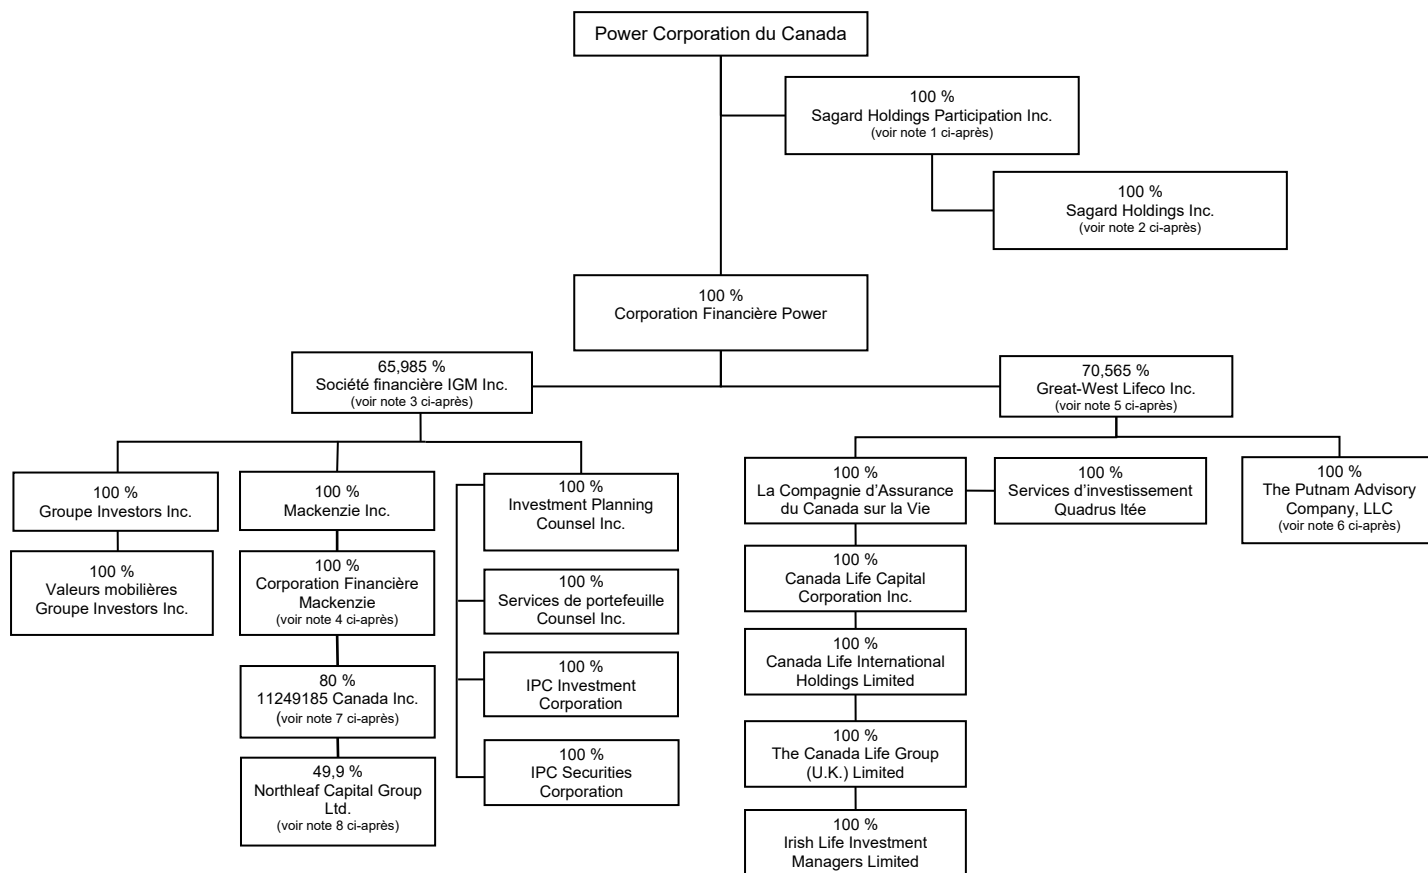 Power Corporation du Canada
100 %
Sagard Holdings Participation Inc.
(voir note 1 ci-après)
100 %
Sagard Holdings Inc.
(voir note 2 ci-après)
100 %
Corporation Financière Power
65,985 %
Société financière IGM Inc.
(voir note 3 ci-après)
70,565 %
Great-West Lifeco Inc.
(voir note 5 ci-après)
100 %
Groupe Investors Inc.
100 %
Valeurs mobilières
Groupe Investors Inc.
100 %
Mackenzie Inc.
100 %
Corporation Financière
Mackenzie
(voir note 4 ci-après)
80 %
11249185 Canada Inc.
(voir note 7 ci-après)
49,9 %
Northleaf Capital Group
Ltd.
(voir note 8 ci-après)
100 %
Investment Planning
Counsel Inc.
100 %
Services de portefeuille
Counsel Inc.
100 %
IPC Investment
Corporation
100 %
IPC Securities
Corporation
100 %
La Compagnie d’Assurance
du Canada sur la Vie
100 %
Services d’investissement
Quadrus ltée
100 %
The Putnam Advisory
Company, LLC
(voir note 6 ci-après)
100 %
Canada Life Capital
Corporation Inc.
100 %
Canada Life International
Holdings Limited
100 %
The Canada Life Group
(U.K.) Limited
100 %
Irish Life Investment
Managers Limited